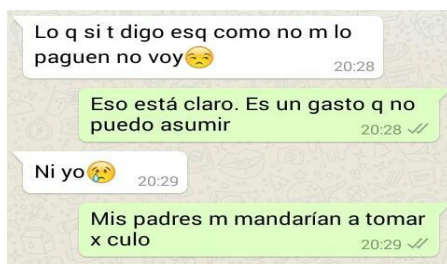 Lo q si t digo esq como no m lo
paguen no voy😒
20:28
Eso está claro. Es un gasto q no
puedo asumir
20:28
Ni yo😢
20:29
Mis padres m mandarían a tomar
x culo
20:29